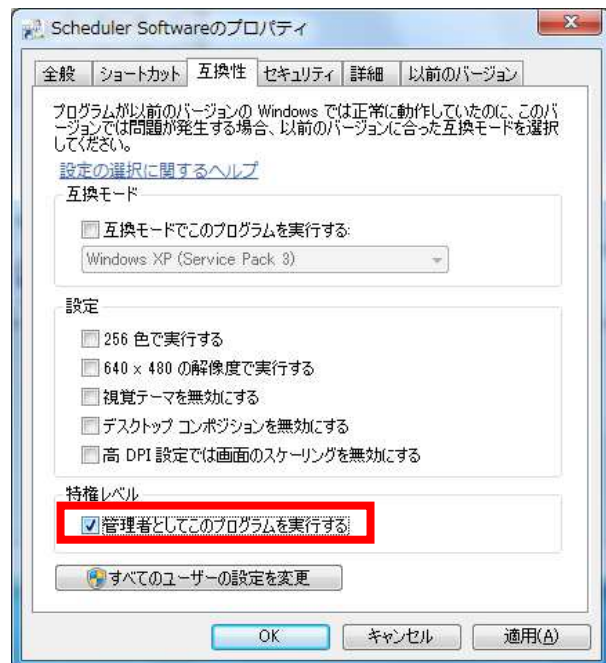 Scheduler Softwareのプロパティ
全般 ショートカット 互換性 セキュリティ 詳細 以前のバージョン
プログラムが以前のバージョンの Windows では正常に動作していたのに、このバ
ージョンでは問題が発生する場合、以前のバージョンに合った互換モードを選択
してください。
設定の選択に関するヘルプ
互換モード
互換モードでこのプログラムを実行する:
Windows XP (Service Pack 3)
設定
256 色で実行する
640 x 480 の解像度で実行する
視覚テーマを無効にする
デスクトップ コンポジションを無効にする
高 DPI 設定では画面のスケーリングを無効にする
特権レベル
管理者としてこのプログラムを実行する
すべてのユーザーの設定を変更
OK キャンセル 適用(A)